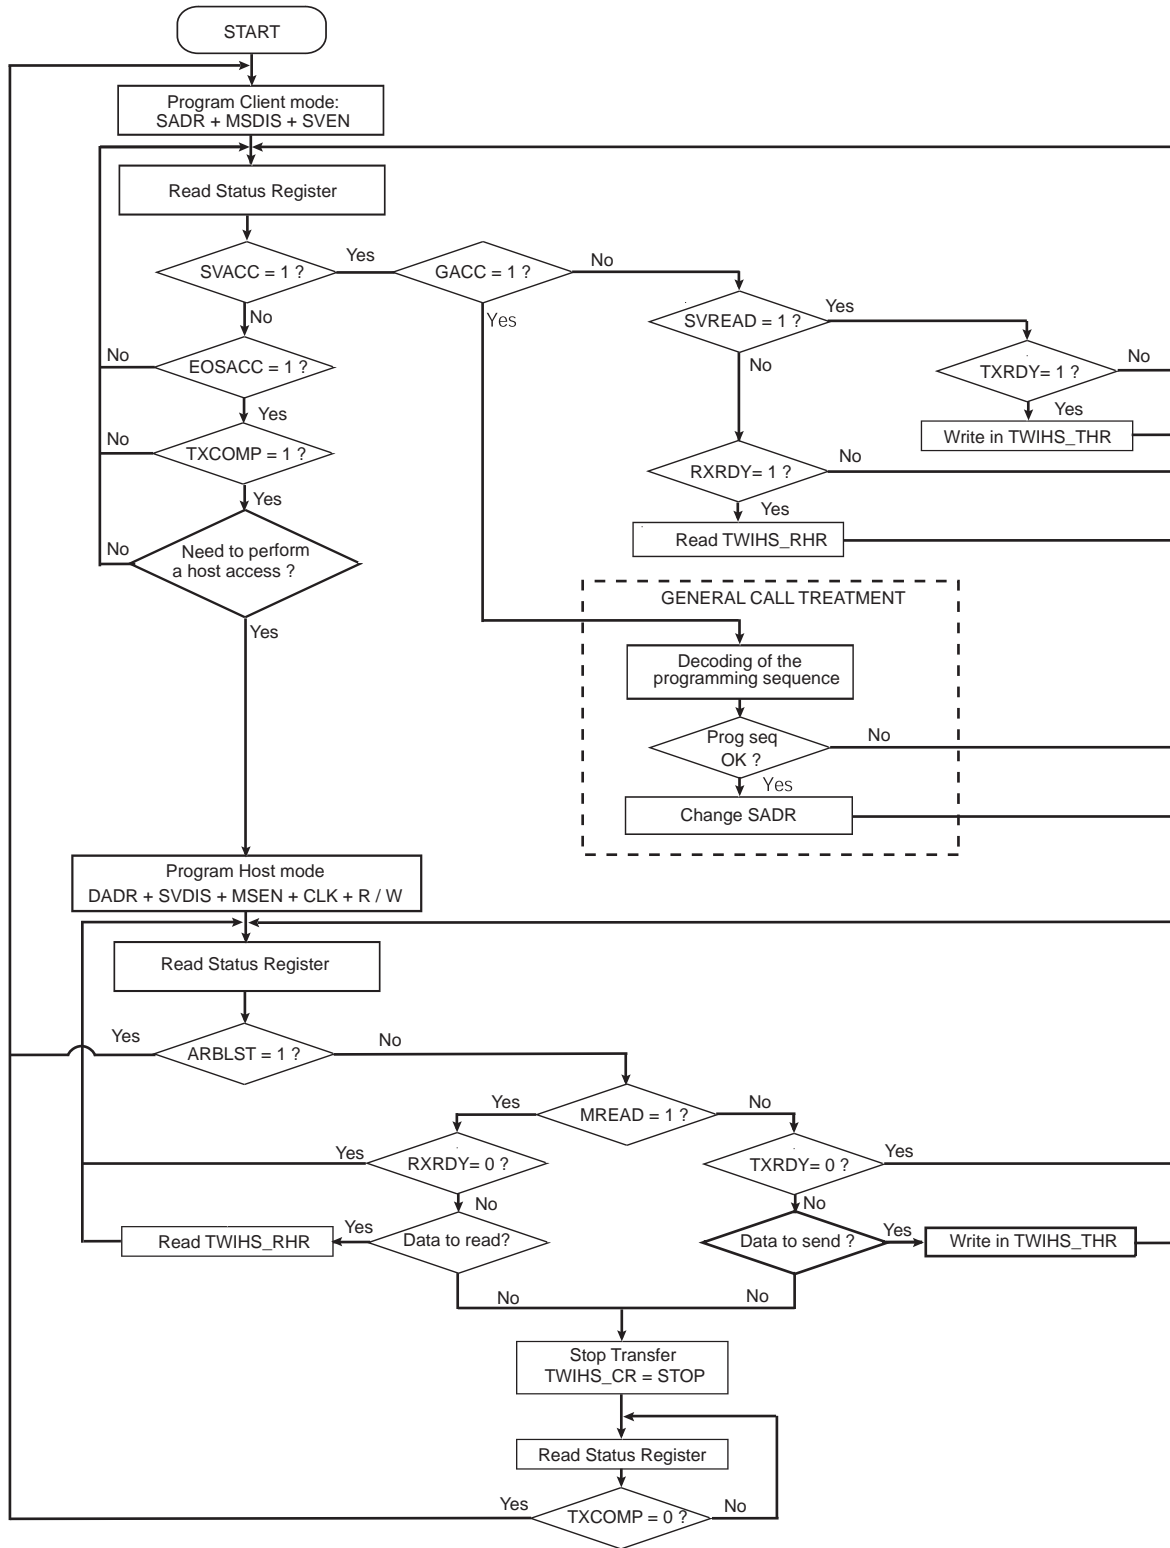 START
Program Client mode:
SADR + MSDIS + SVEN
Read Status Register
SVACC = 1 ?
Yes
GACC = 1 ?
No
SVREAD = 1 ?
Yes
No
Yes
No
EOSACC = 1 ?
No
TXRDY= 1 ?
No
Yes
Yes
Write in TWIHS_THR
No
TXCOMP = 1 ?
RXRDY= 1 ?
No
Yes
Yes
Read TWIHS_RHR
No
Need to perform
a host access ?
Yes
GENERAL CALL TREATMENT
Decoding of the
programming sequence
Prog seq
OK ?
No
Yes
Change SADR
Program Host mode
DADR + SVDIS + MSEN + CLK + R / W
Read Status Register
Yes
ARBLST = 1 ?
No
Yes
MREAD = 1 ?
No
Yes
RXRDY= 0 ?
TXRDY= 0 ?
Yes
No
No
Read TWIHS_RHR
Yes
Data to read?
Data to send ?
Yes
Write in TWIHS_THR
No
No
Stop Transfer
TWIHS_CR = STOP
Read Status Register
Yes
TXCOMP = 0 ?
No